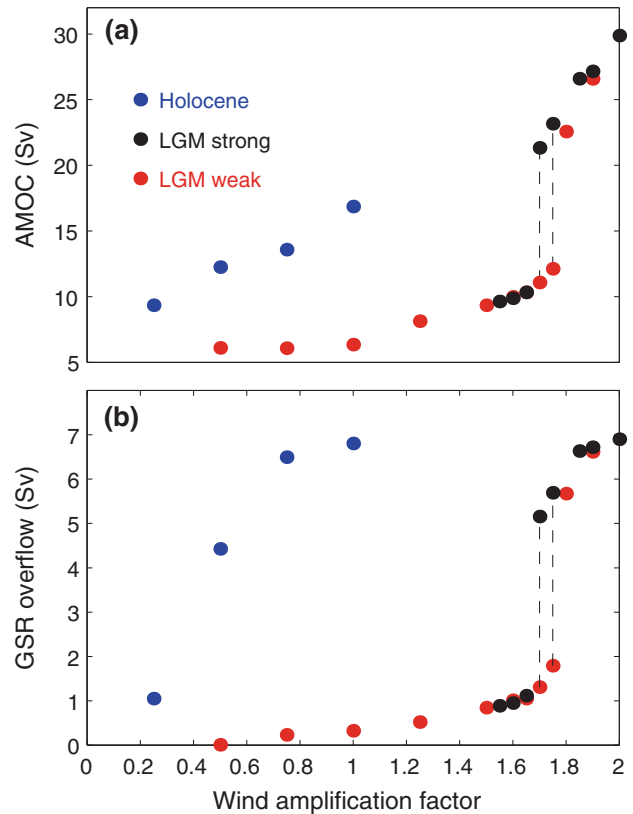 (a)
AMOC (Sv)
30
25
20
15
10
5
Holocene
LGM strong
LGM weak
(b)
GSR overflow (Sv)
7
6
5
4
3
2
1
0
0 0.2 0.4 0.6 0.8 1 1.2 1.4 1.6 1.8 2
Wind amplification factor